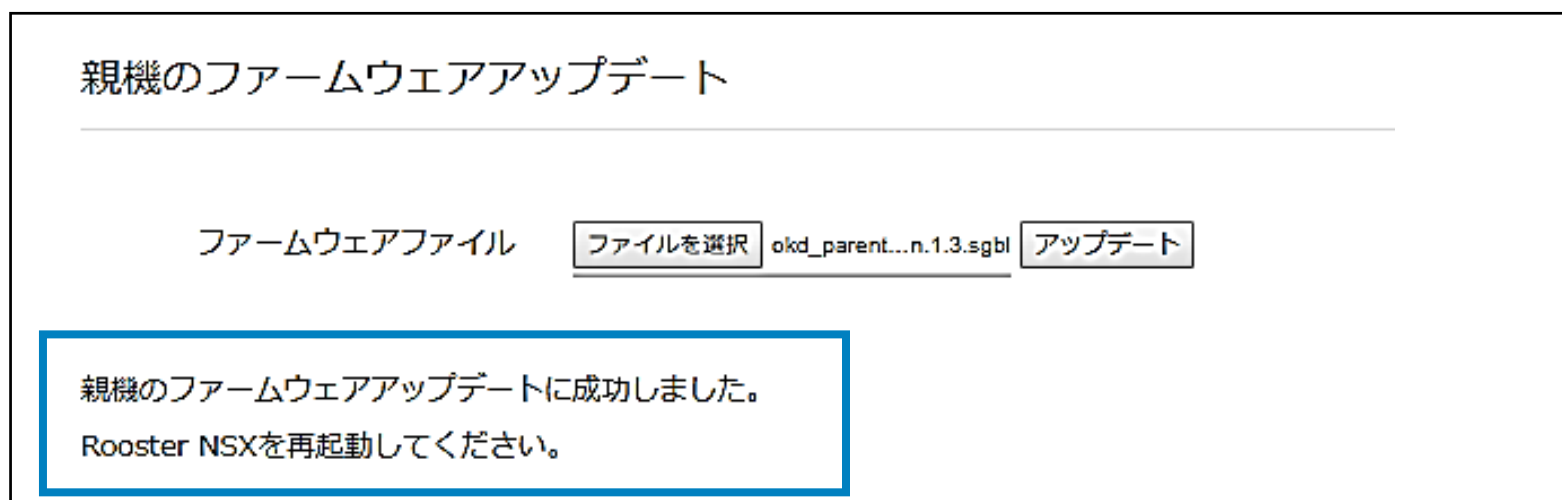 親機のファームウェアアップデート
ファームウェアファイル ファイルを選択 okd_parent...n.1.3.sgbl アップデート
親機のファームウェアアップデートに成功しました。
Rooster NSXを再起動してください。